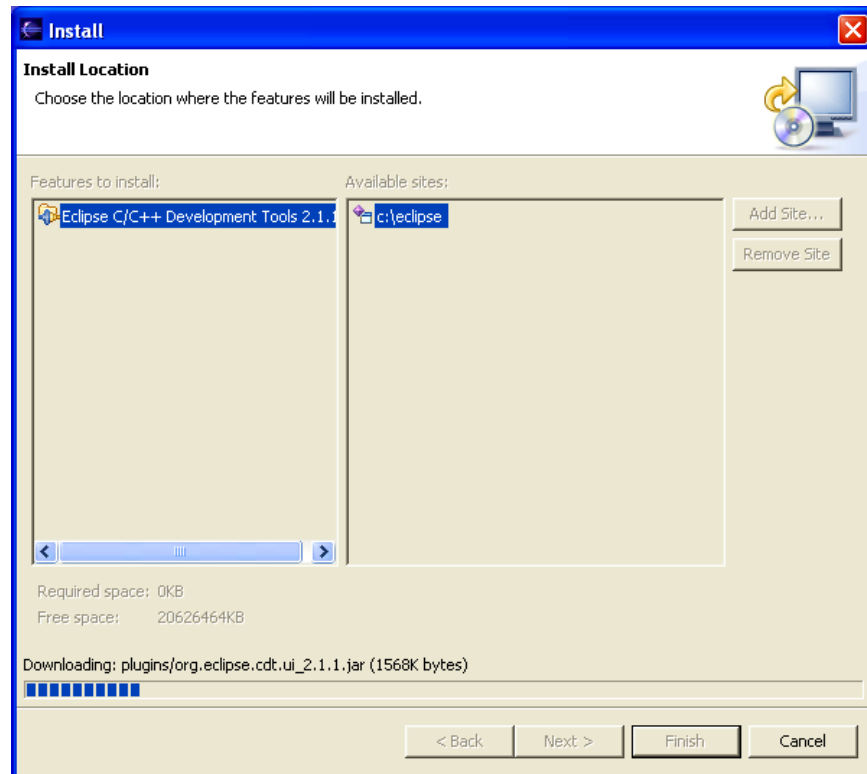 Install
Install Location
Choose the location where the features will be installed.
Features to install:
Available sites:
Eclipse C/C++ Development Tools 2.1.1
c:\eclipse
Add Site...
Remove Site
Required space: 0KB
Free space: 20626464KB
Downloading: plugins/org.eclipse.cdt.ui_2.1.1.jar (1568K bytes)
< Back
Next >
Finish
Cancel